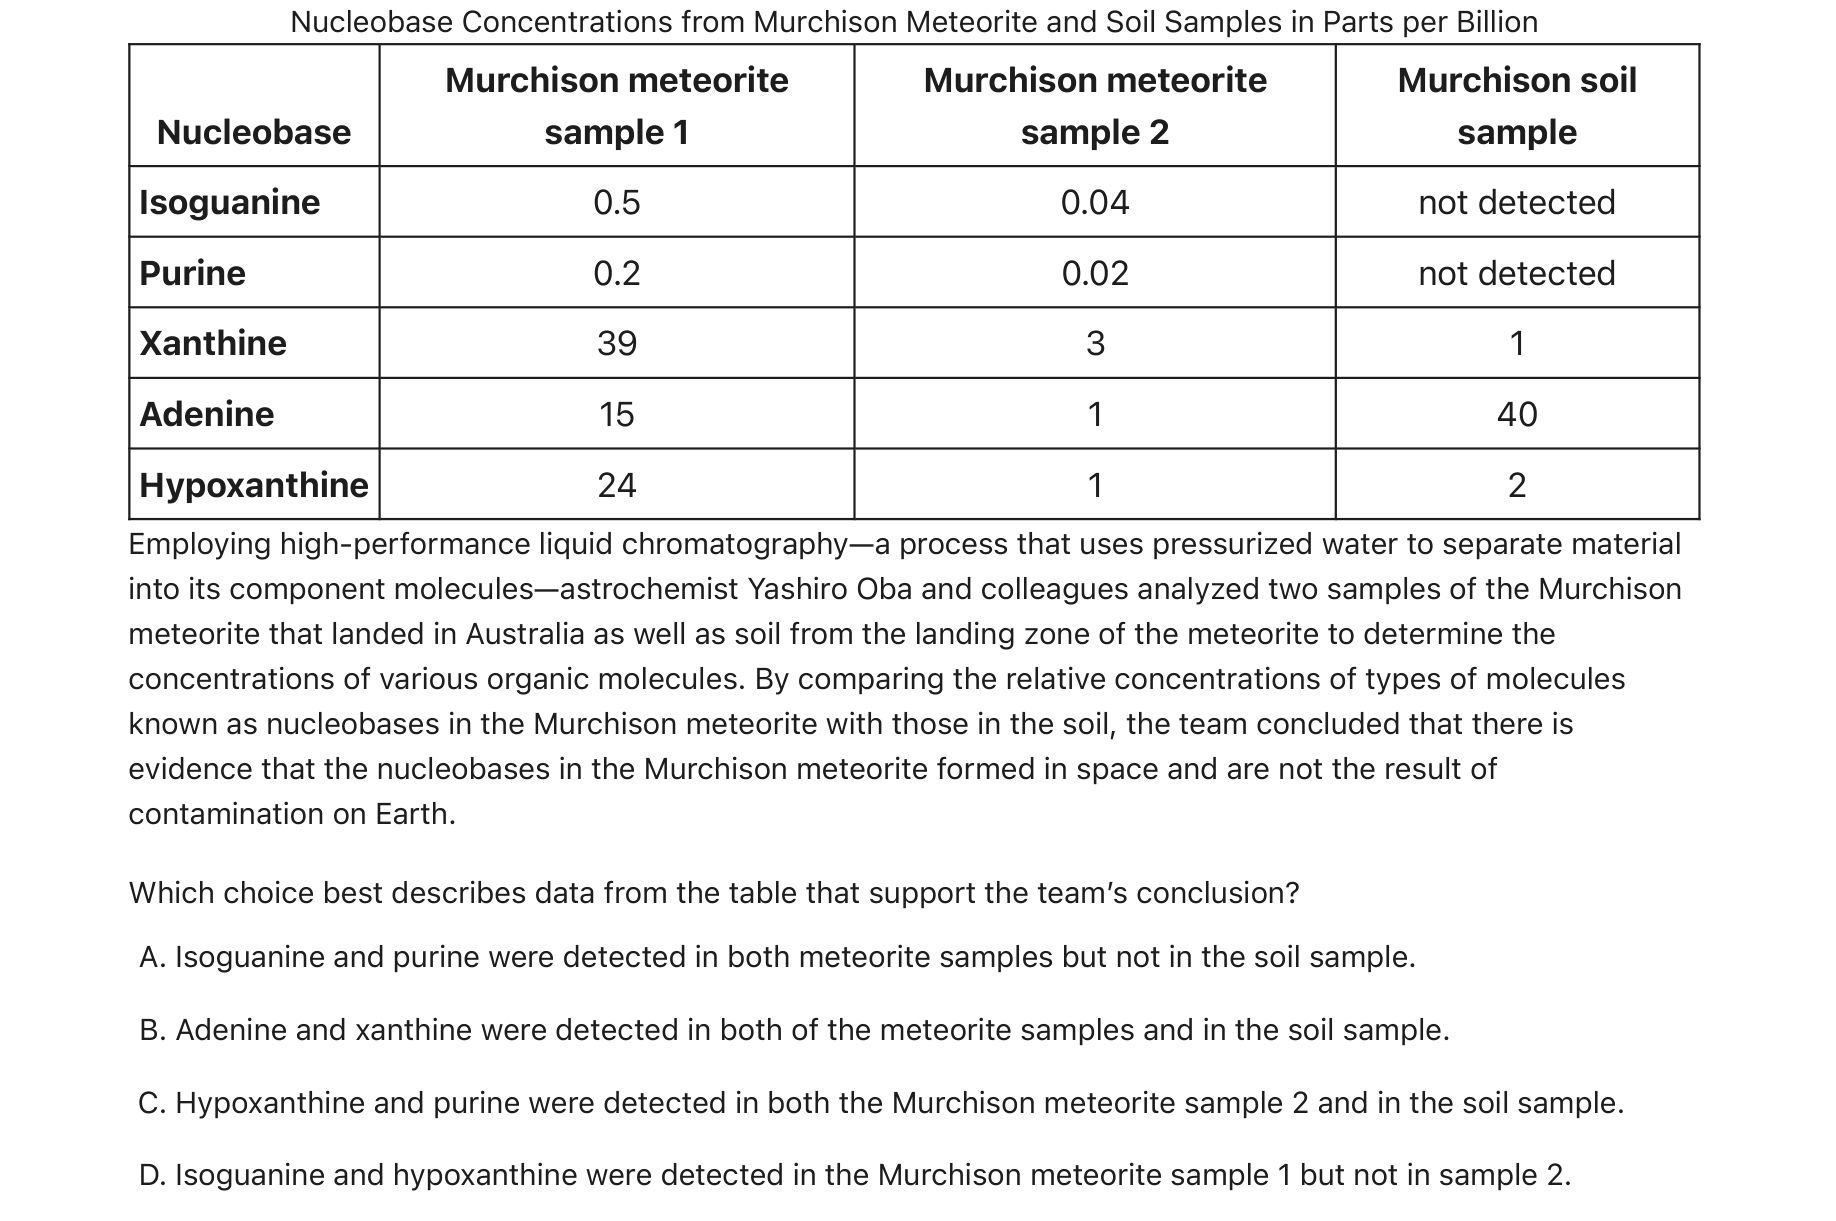 Nucleobase Concentrations from Murchison Meteorite and Soil Samples in Parts per Billion
Nucleobase Murchison meteorite sample 1 Murchison meteorite sample 2 Murchison soil sample
Isoguanine 0.5 0.04 not detected
Purine 0.2 0.02 not detected
Xanthine 39 3 1
Adenine 15 1 40
Hypoxanthine 24 1 2
Employing high-performance liquid chromatography—a process that uses pressurized water to separate material
into its component molecules—astrochemist Yashiro Oba and colleagues analyzed two samples of the Murchison
meteorite that landed in Australia as well as soil from the landing zone of the meteorite to determine the
concentrations of various organic molecules. By comparing the relative concentrations of types of molecules
known as nucleobases in the Murchison meteorite with those in the soil, the team concluded that there is
evidence that the nucleobases in the Murchison meteorite formed in space and are not the result of
contamination on Earth.
Which choice best describes data from the table that support the team’s conclusion?
A. Isoguanine and purine were detected in both meteorite samples but not in the soil sample.
B. Adenine and xanthine were detected in both of the meteorite samples and in the soil sample.
C. Hypoxanthine and purine were detected in both the Murchison meteorite sample 2 and in the soil sample.
D. Isoguanine and hypoxanthine were detected in the Murchison meteorite sample 1 but not in sample 2.